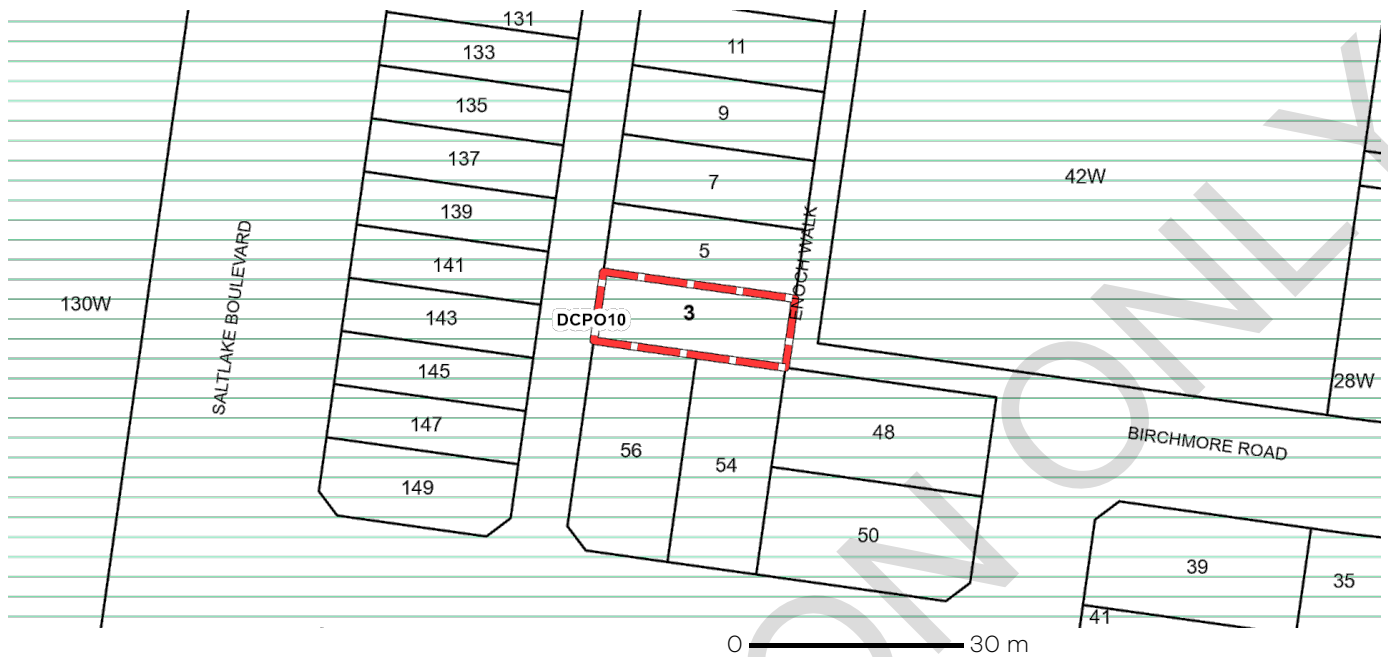 131
133
11
135
9
137
42W
7
139
ENOCH WALK
SALTLAKE BOULEVARD
5
141
130W
3
DCPO10
143
145
28W
147
48
BIRCHMORE ROAD
56
54
149
50
39
35
41
ON ONLY
0 30 m